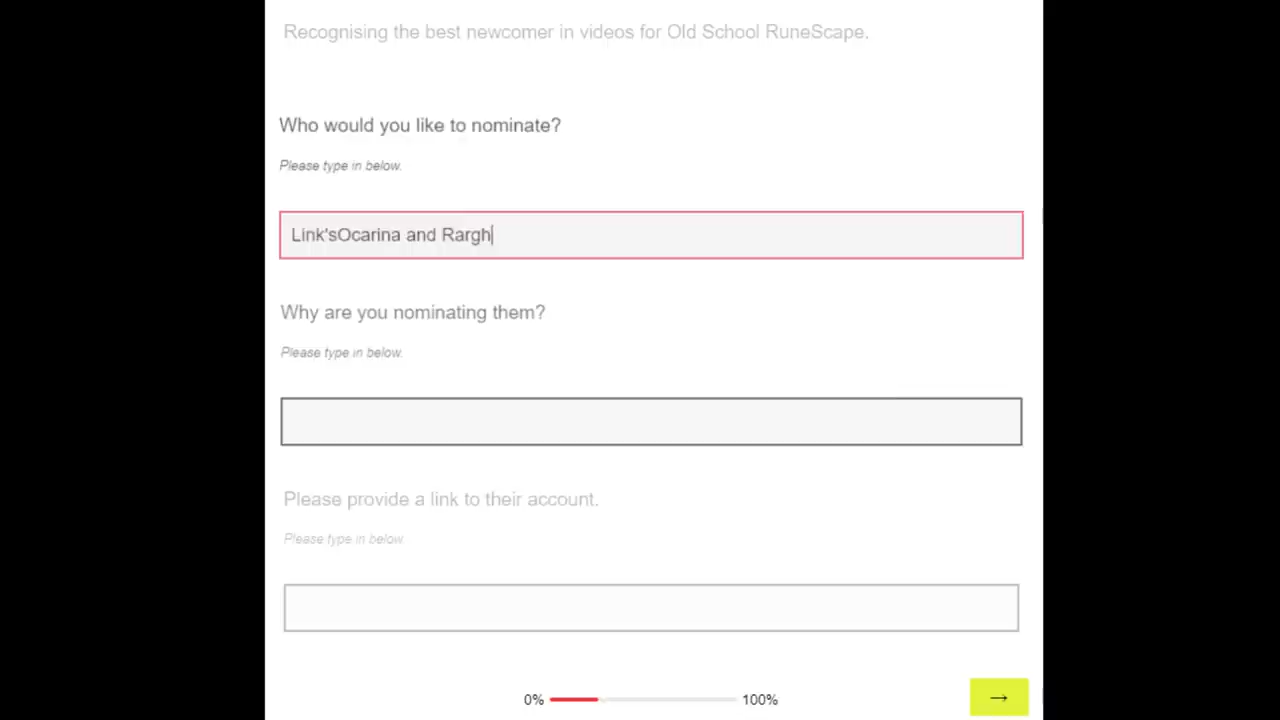 Recognising the best newcomer in videos for Old School RuneScape.
Who would you like to nominate?
Please type in below.
Link'sOcarina and Rargh
Why are you nominating them?
Please type in below.
Please provide a link to their account.
Please type in below.
0% 100%
→